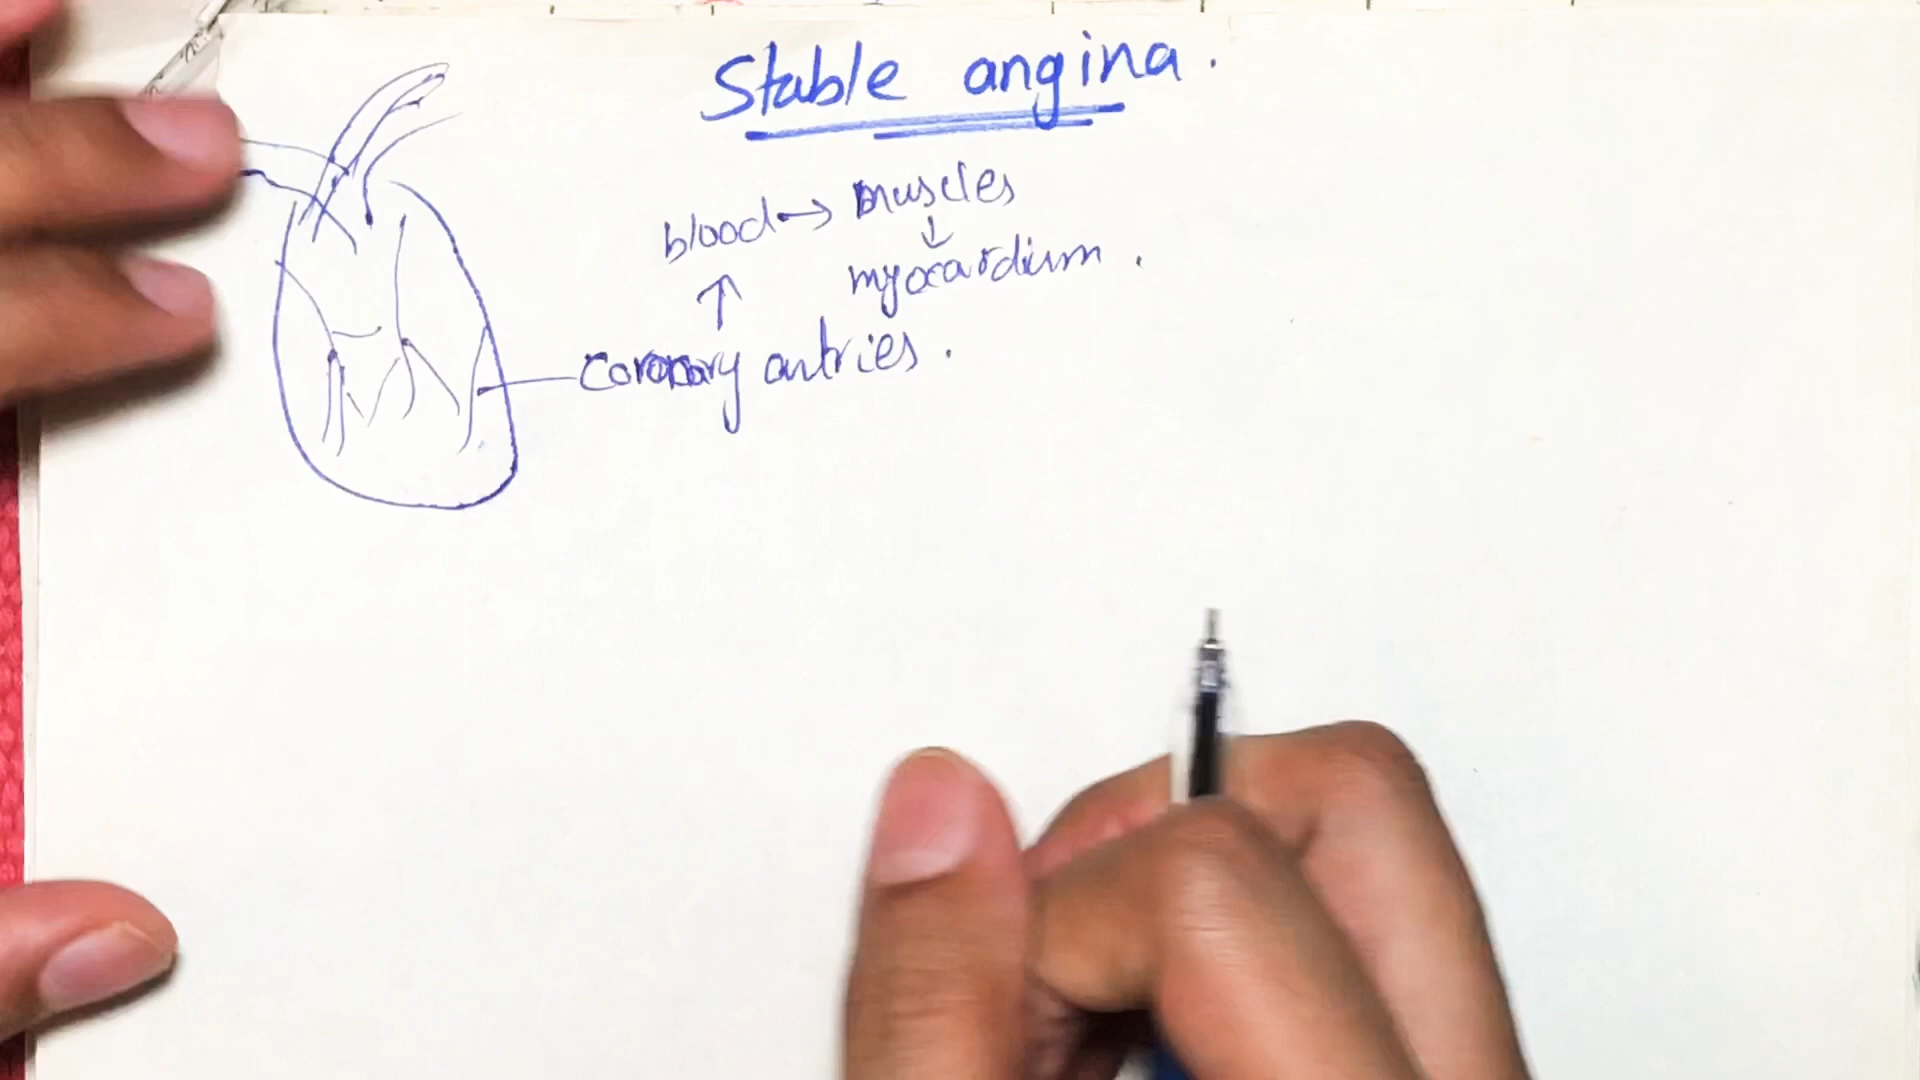 Stable angina.
blood → muscles
↓
myocardium.
↑
coronary artries.